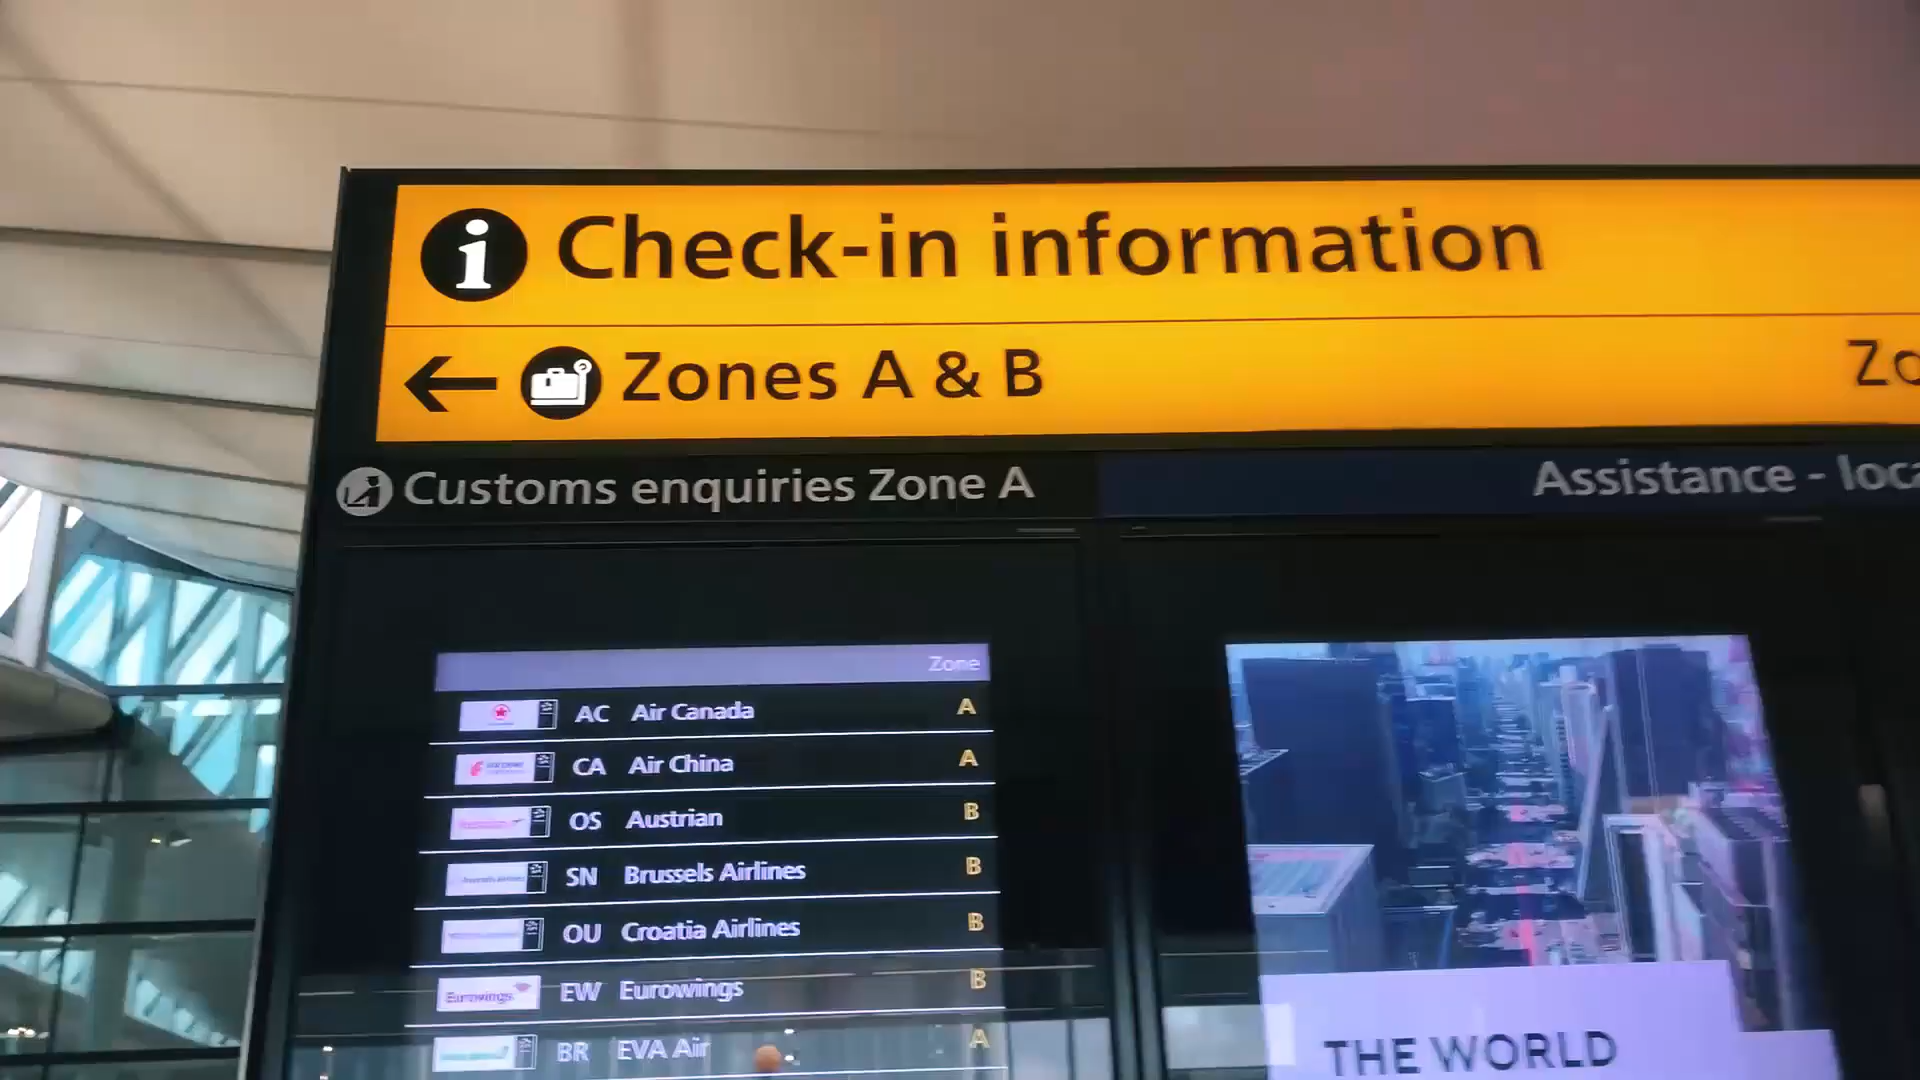 Check-in information
Zones A & B
Customs enquiries Zone A
Assistance -
Zone
AC Air Canada A
CA Air China A
OS Austrian B
SN Brussels Airlines B
OU Croatia Airlines B
Eurowings EW Eurowings B
BR EVA Air A
THE WORLD